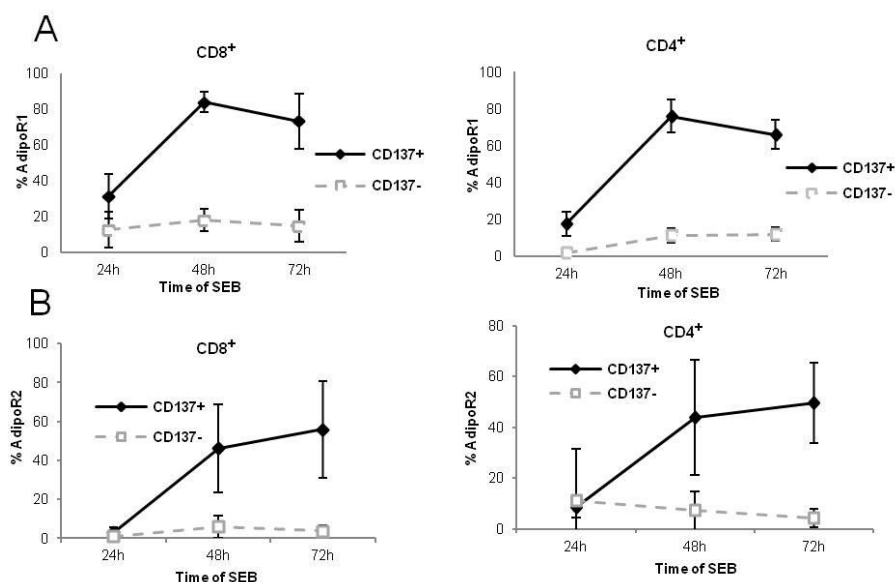 A
CD8+
100
80
60
40
20
0
% AdipoR1
24h 48h 72h
Time of SEB
CD137+
CD137-
CD4+
100
80
60
40
20
0
% AdipoR1
24h 48h 72h
Time of SEB
CD137+
CD137-
B
CD8+
100
80
60
40
20
0
% AdipoR2
24h 48h 72h
Time of SEB
CD137+
CD137-
CD4+
80
60
40
20
0
% AdipoR2
24h 48h 72h
Time of SEB
CD137+
CD137-